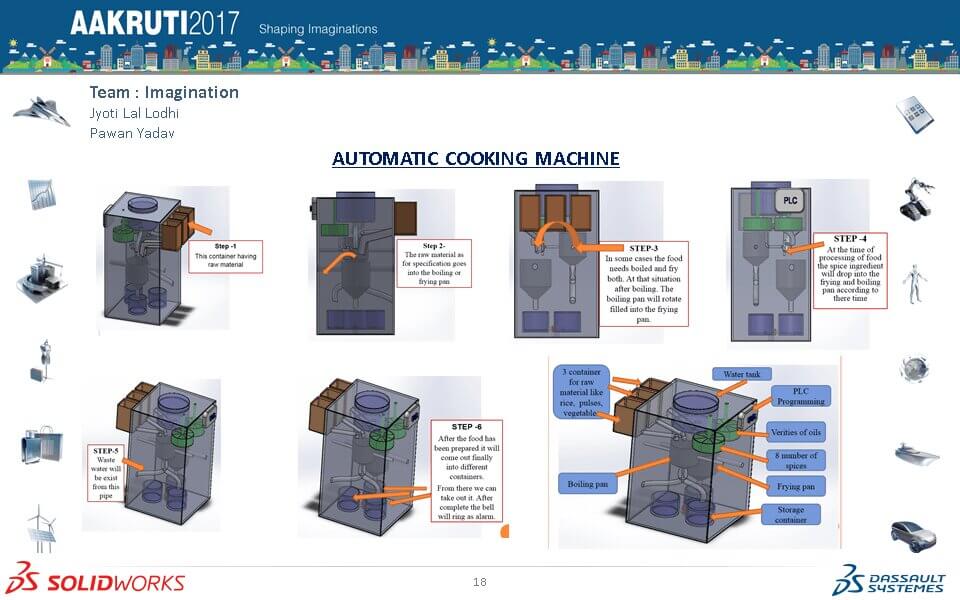 AAKRUTI2017 Shaping Imaginations
Team : Imagination
Jyoti Lal Lodhi
Pawan Yadav
AUTOMATIC COOKING MACHINE
Step -1
This container having
raw material
Step 2-
The raw material as
for specification goes
into the boiling or
frying pan
STEP-3
In some cases the food
needs boiled and fry
both. At that situation
after boiling. The
boiling pan will rotate
filled into the frying
pan.
PLC
STEP -4
At the time of
processing of food
the spice ingredient
will drop into the
frying and boiling
pan according to
there time
STEP-5
Waste
water will
be exist
from this
pipe
STEP -6
After the food has
been prepared it will
come out finally
into different
containers.
From there we can
take out it. After
complete the bell
will ring as alarm.
3 container
for raw
material like
rice, pulses,
vegetable
Water tank
PLC
Programming
Verities of oils
8 number of
spices
Boiling pan
Frying pan
Storage
container
SOLIDWORKS
18
DASSAULT
SYSTEMES